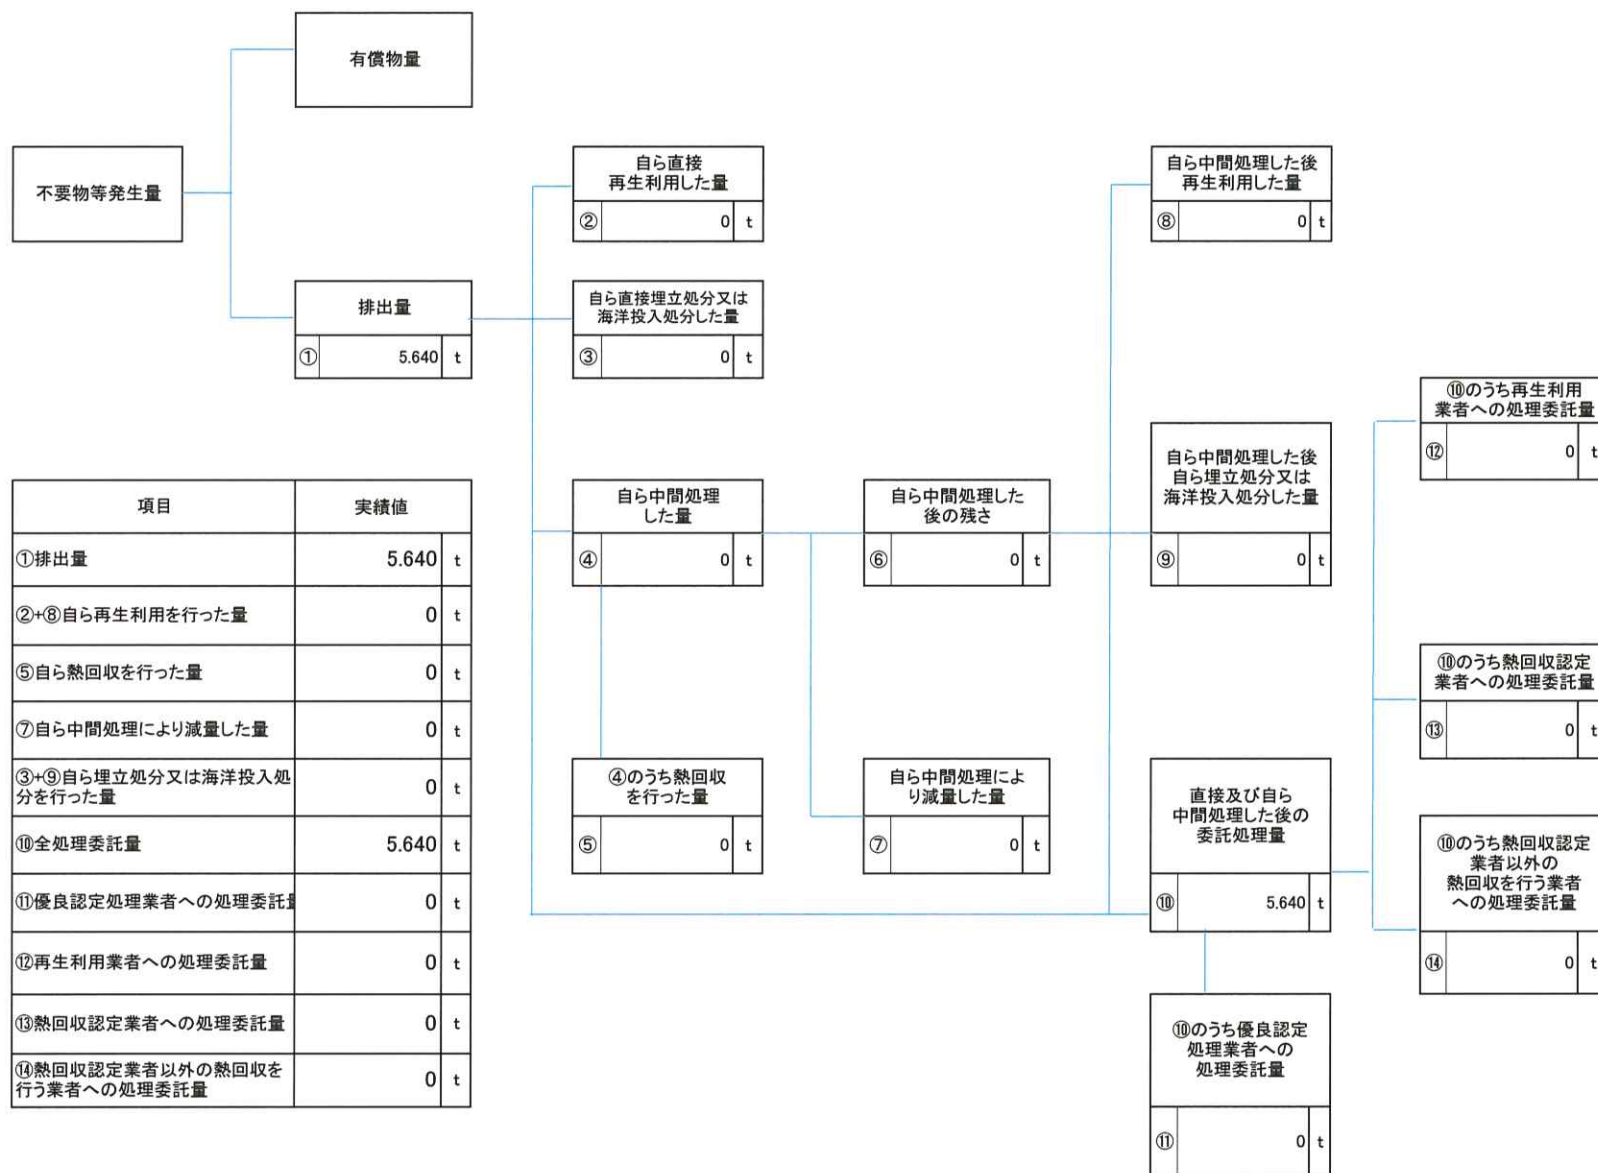 有償物量
不要物等発生量
排出量
① 5.640 t
自ら直接
再生利用した量
② 0 t
自ら直接埋立処分又は
海洋投入処分した量
③ 0 t
自ら中間処理
した量
④ 0 t
④のうち熱回収
を行った量
⑤ 0 t
自ら中間処理した
後の残さ
⑥ 0 t
自ら中間処理によ
り減量した量
⑦ 0 t
自ら中間処理した後
再生利用した量
⑧ 0 t
自ら中間処理した後
自ら埋立処分又は
海洋投入処分した量
⑨ 0 t
直接及び自ら
中間処理した後の
委託処理量
⑩ 5.640 t
⑩のうち優良認定
処理業者への
処理委託量
⑪ 0 t
⑩のうち再生利用
業者への処理委託量
⑫ 0 t
⑩のうち熱回収認定
業者への処理委託量
⑬ 0 t
⑩のうち熱回収認定
業者以外の
熱回収を行う業者
への処理委託量
⑭ 0 t
項目 実績値
①排出量 5.640 t
②+⑧自ら再生利用を行った量 0 t
⑤自ら熱回収を行った量 0 t
⑦自ら中間処理により減量した量 0 t
③+⑨自ら埋立処分又は海洋投入処
分を行った量 0 t
⑩全処理委託量 5.640 t
⑪優良認定処理業者への処理委託量 0 t
⑫再生利用業者への処理委託量 0 t
⑬熱回収認定業者への処理委託量 0 t
⑭熱回収認定業者以外の熱回収を
行う業者への処理委託量 0 t